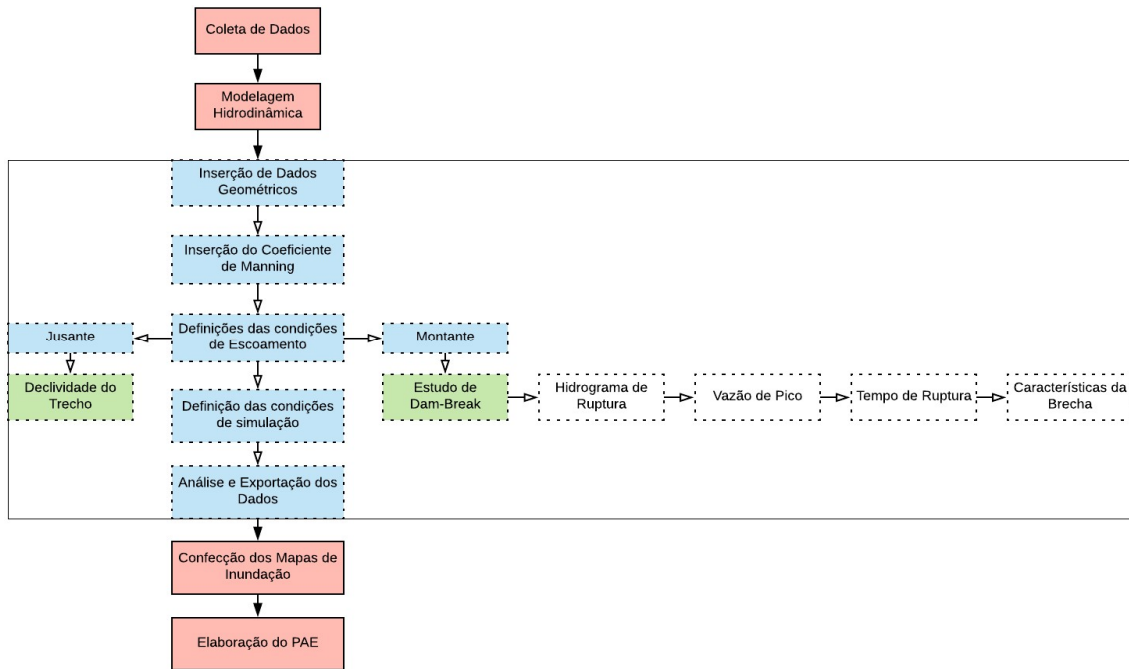 Coleta de Dados
Modelagem
Hidrodinâmica
Inserção de Dados
Geométricos
Inserção do Coeficiente
de Manning
Jusante
Definições das condições
de Escoamento
Montante
Declividade do
Trecho
Definição das condições
de simulação
Estudo de
Dam-Break
Hidrograma de
Ruptura
Vazão de Pico
Tempo de Ruptura
Características da
Brecha
Análise e Exportação dos
Dados
Confecção dos Mapas de
Inundação
Elaboração do PAE